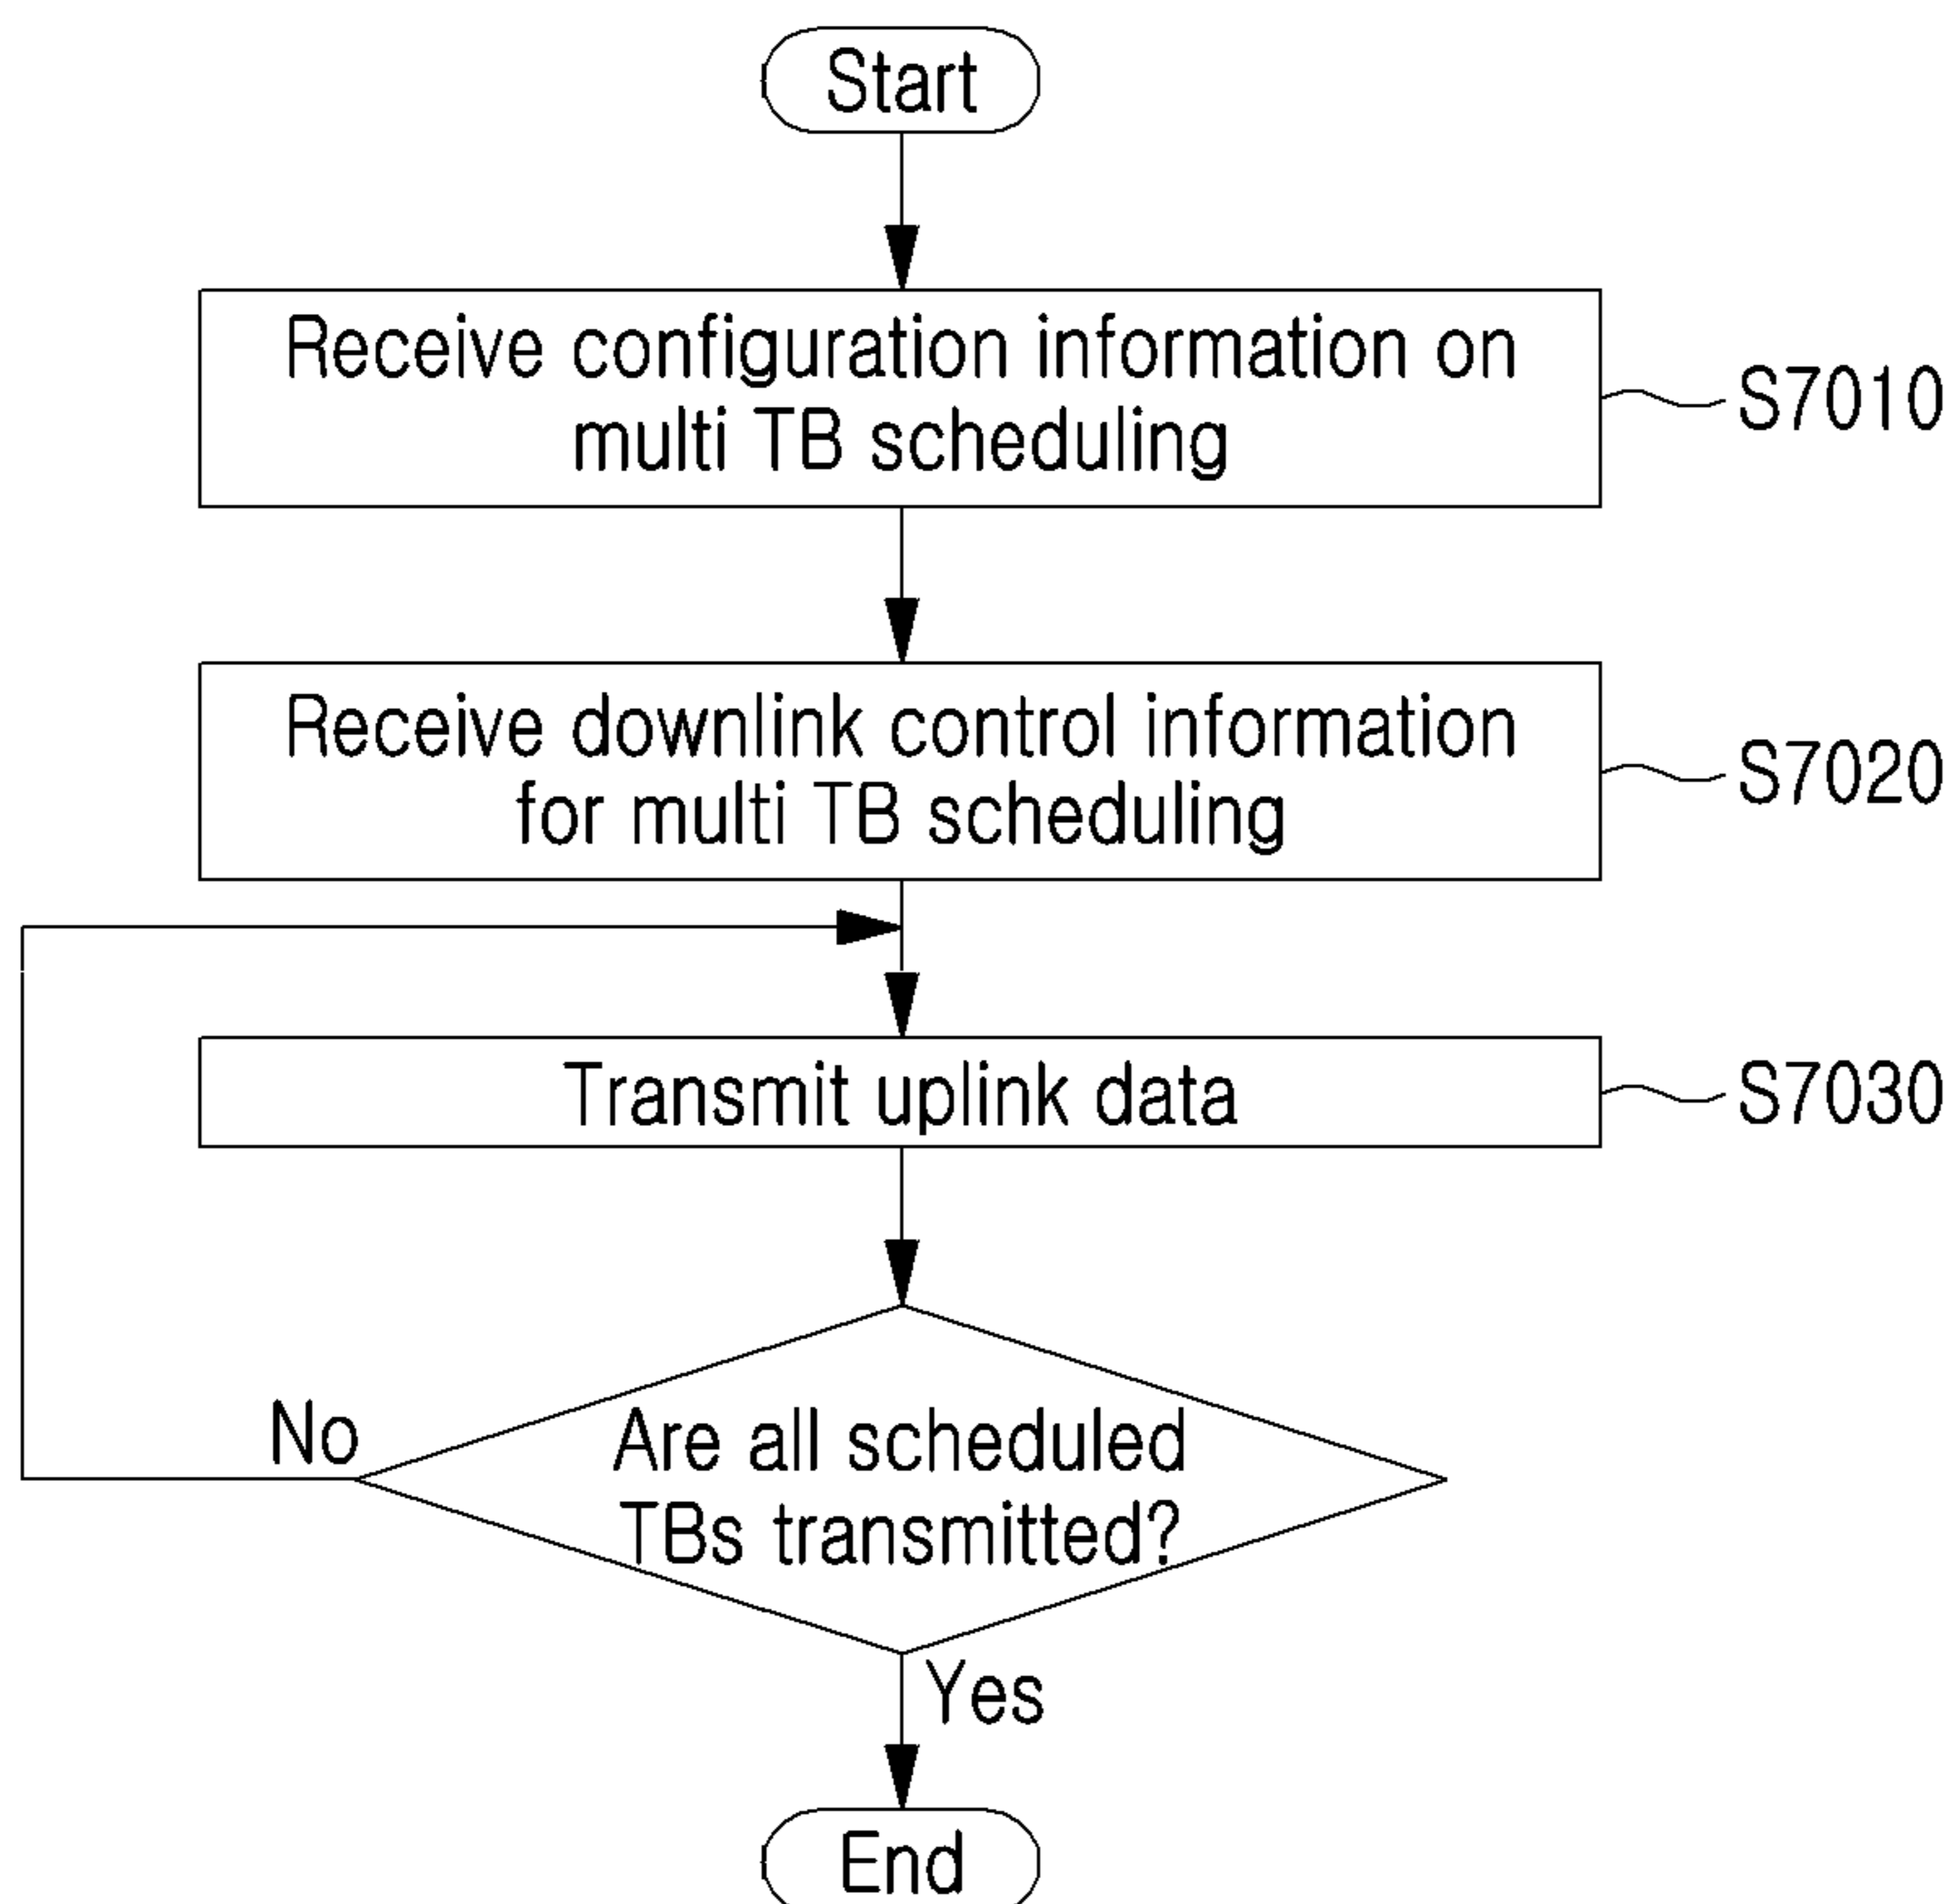 Start
Receive configuration information on
multi TB scheduling
S7010
Receive downlink control information
for multi TB scheduling
S7020
Transmit uplink data
S7030
No
Are all scheduled
TBs transmitted?
Yes
End